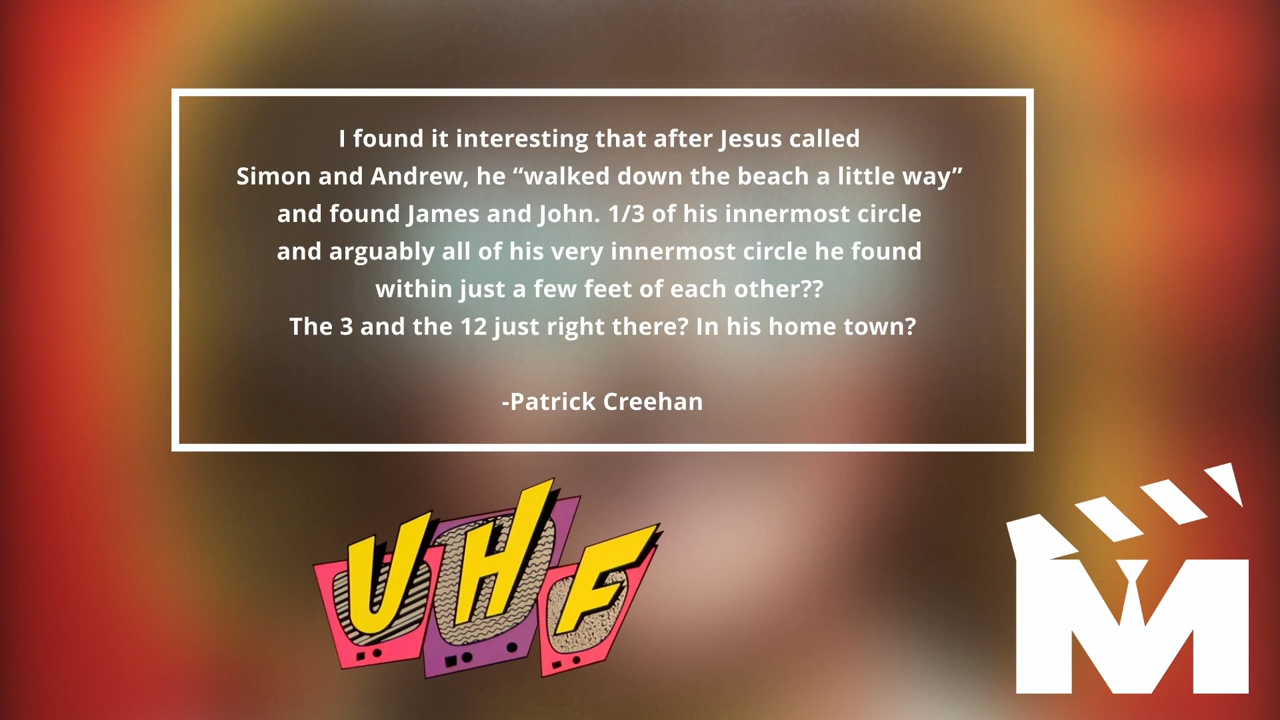 I found it interesting that after Jesus called
Simon and Andrew, he “walked down the beach a little way”
and found James and John. 1/3 of his innermost circle
and arguably all of his very innermost circle he found
within just a few feet of each other??
The 3 and the 12 just right there? In his home town?
-Patrick Creehan
UHF
M